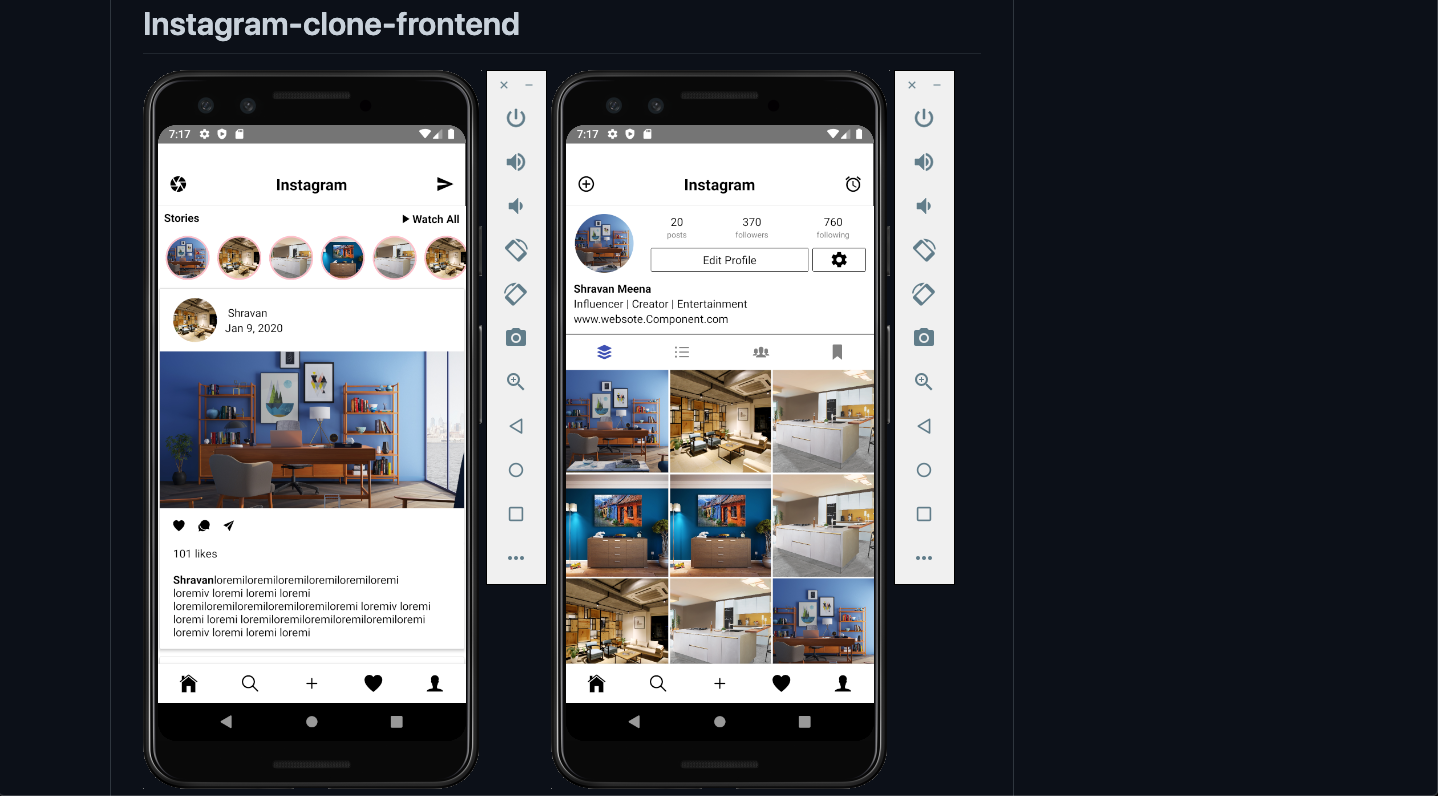 Instagram-clone-frontend
7:17
Instagram
Stories
Watch All
Shravan
Jan 9, 2020
101 likes
Shravanloremiloremiloremiloremiloremiloremi
loremiv loremi loremi loremi
loremiloremiloremiloremiloremiloremi loremiv loremi
loremi loremi loremiloremiloremiloremiloremiloremi
loremiv loremi loremi loremi
7:17
Instagram
20 370 760
posts followers following
Edit Profile
Shravan Meena
Influencer | Creator | Entertainment
www.websote.Component.com